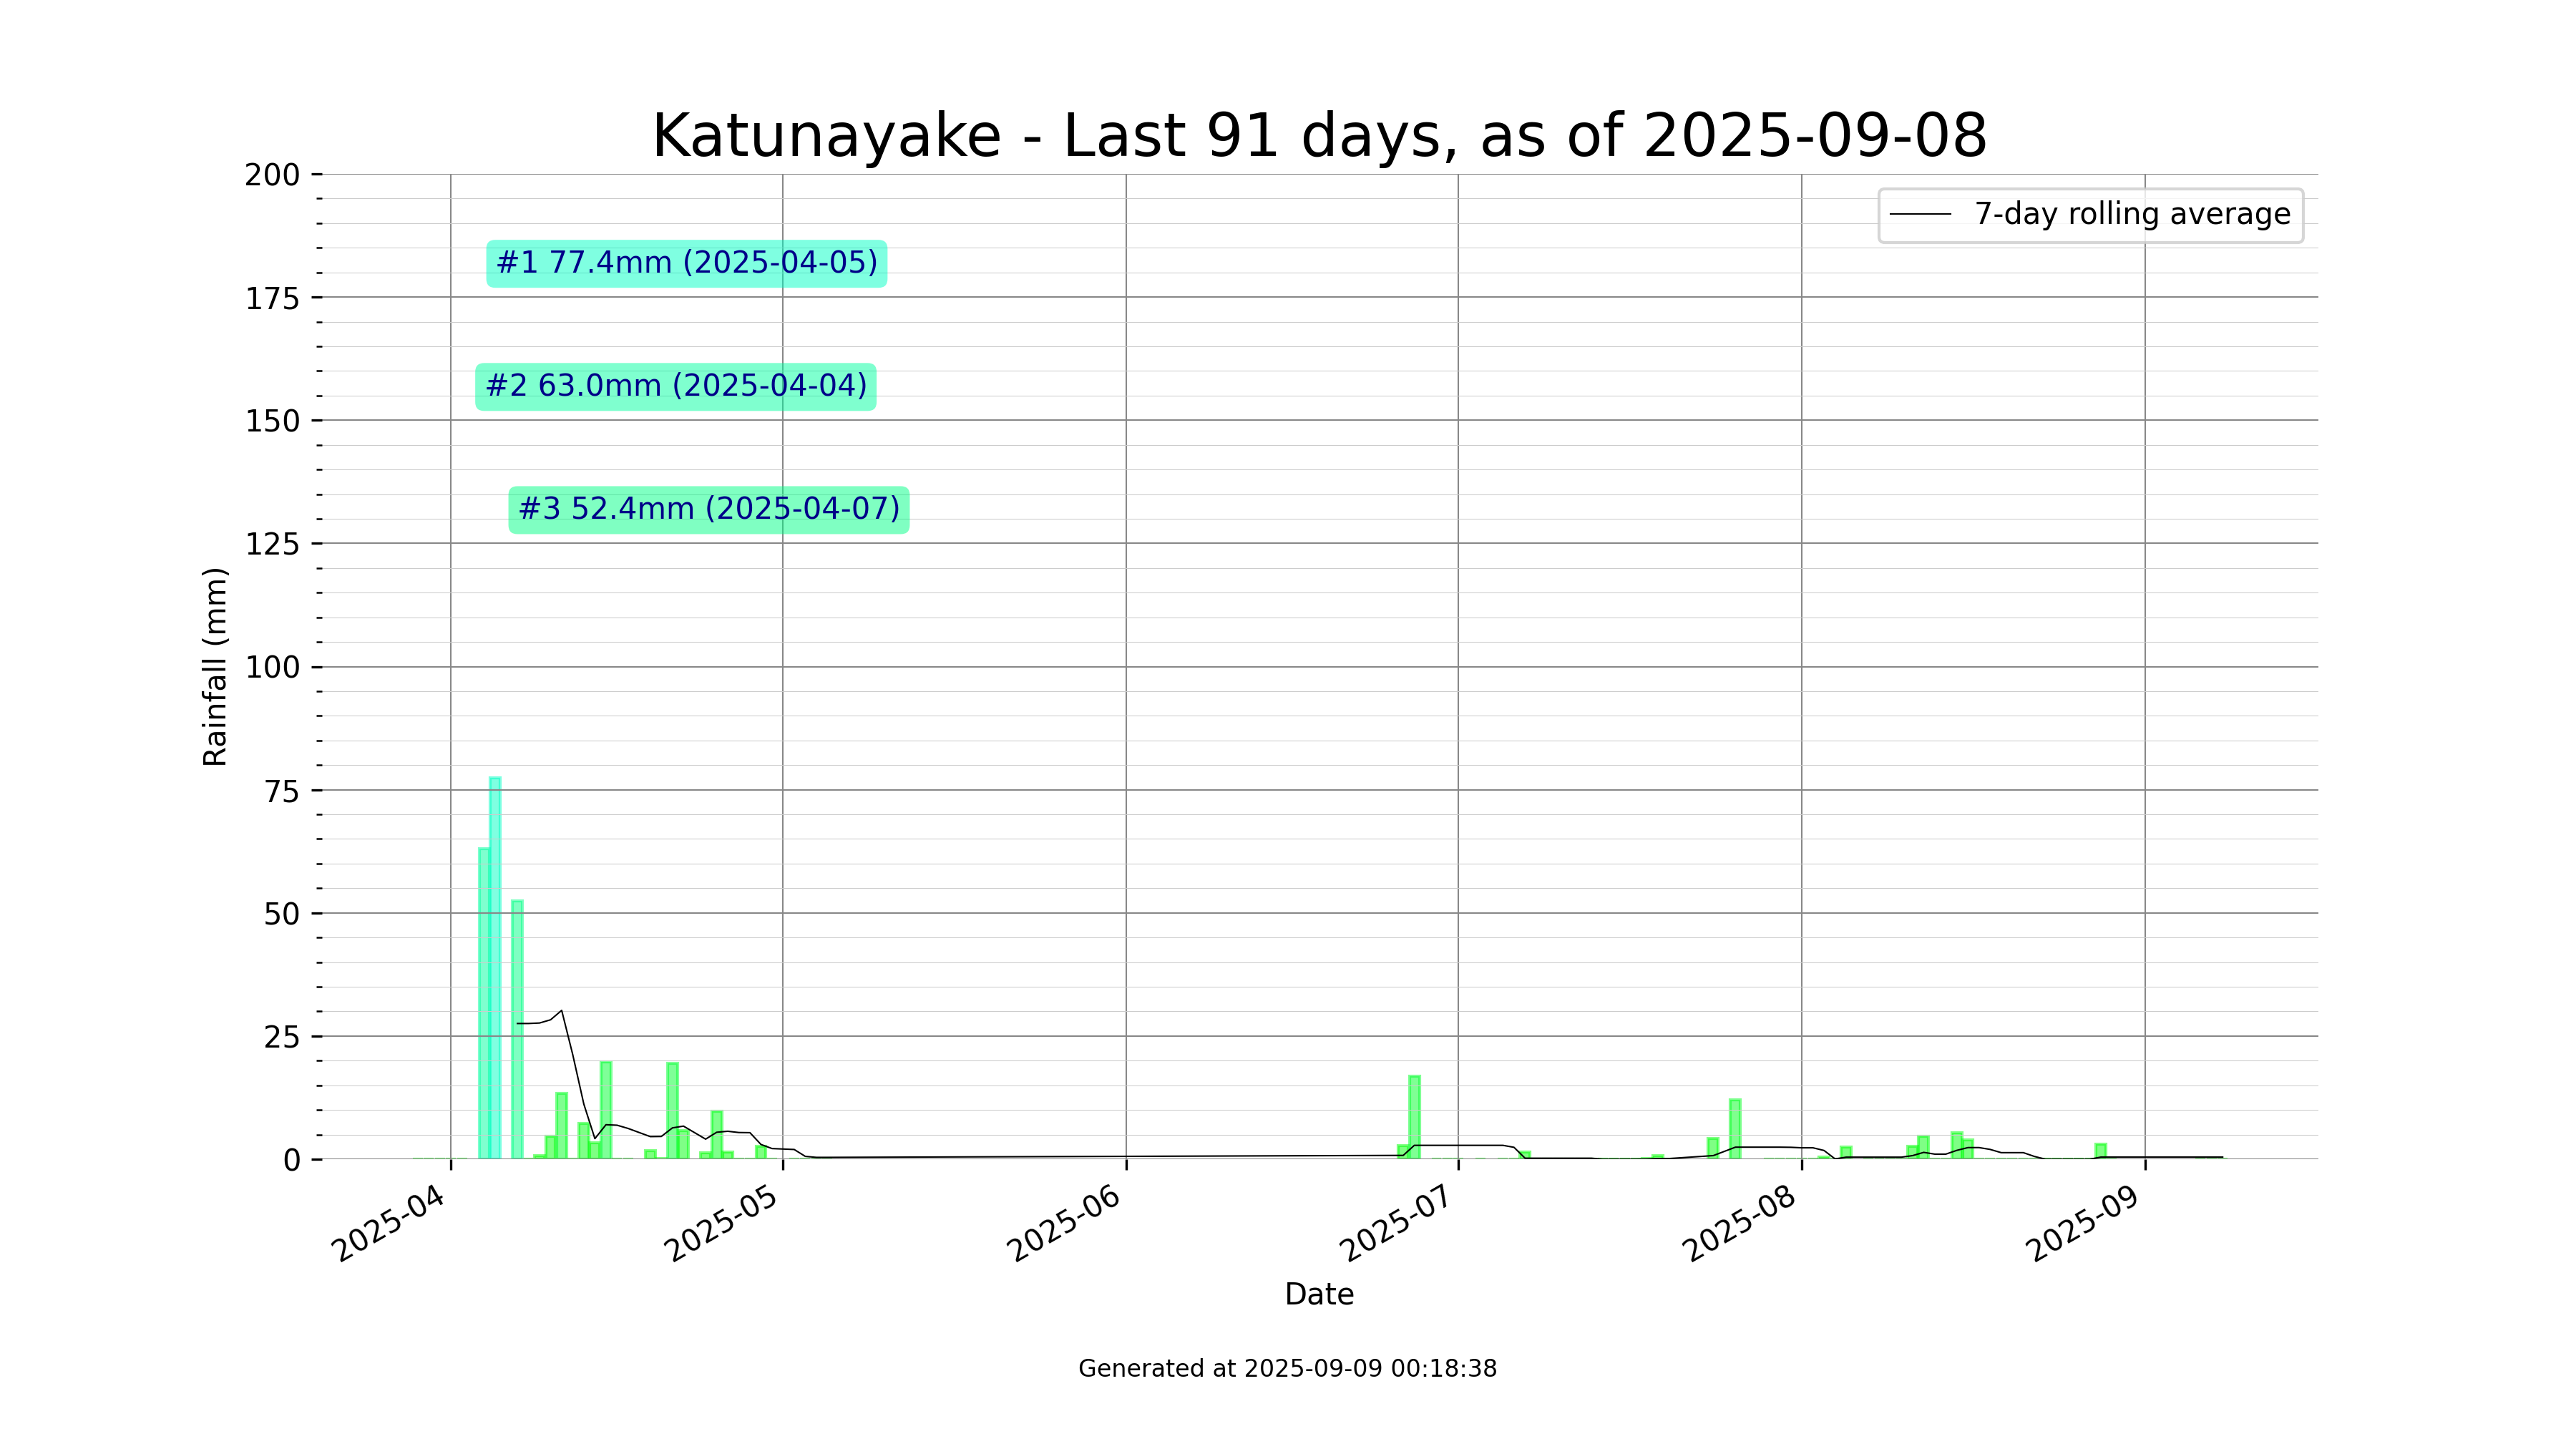 Katunayake - Last 91 days, as of 2025-09-08
7-day rolling average
#1 77.4mm (2025-04-05)
#2 63.0mm (2025-04-04)
#3 52.4mm (2025-04-07)
Rainfall (mm)
200
175
150
125
100
75
50
25
0
2025-04
2025-05
2025-06
2025-07
2025-08
2025-09
Date
Generated at 2025-09-09 00:18:38